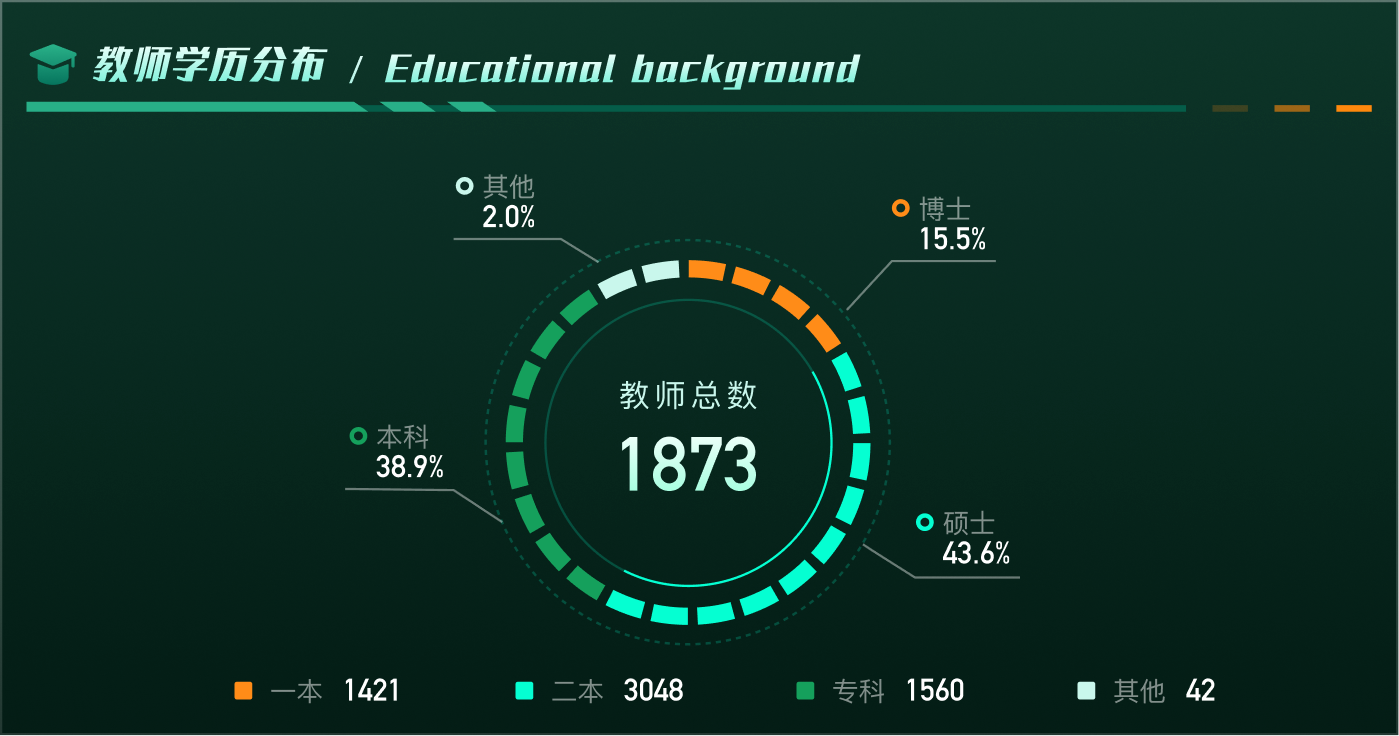 教师学历分布 / Educational background
其他
2.0%
博士
15.5%
教师总数
1873
本科
38.9%
硕士
43.6%
一本 1421 二本 3048 专科 1560 其他 42